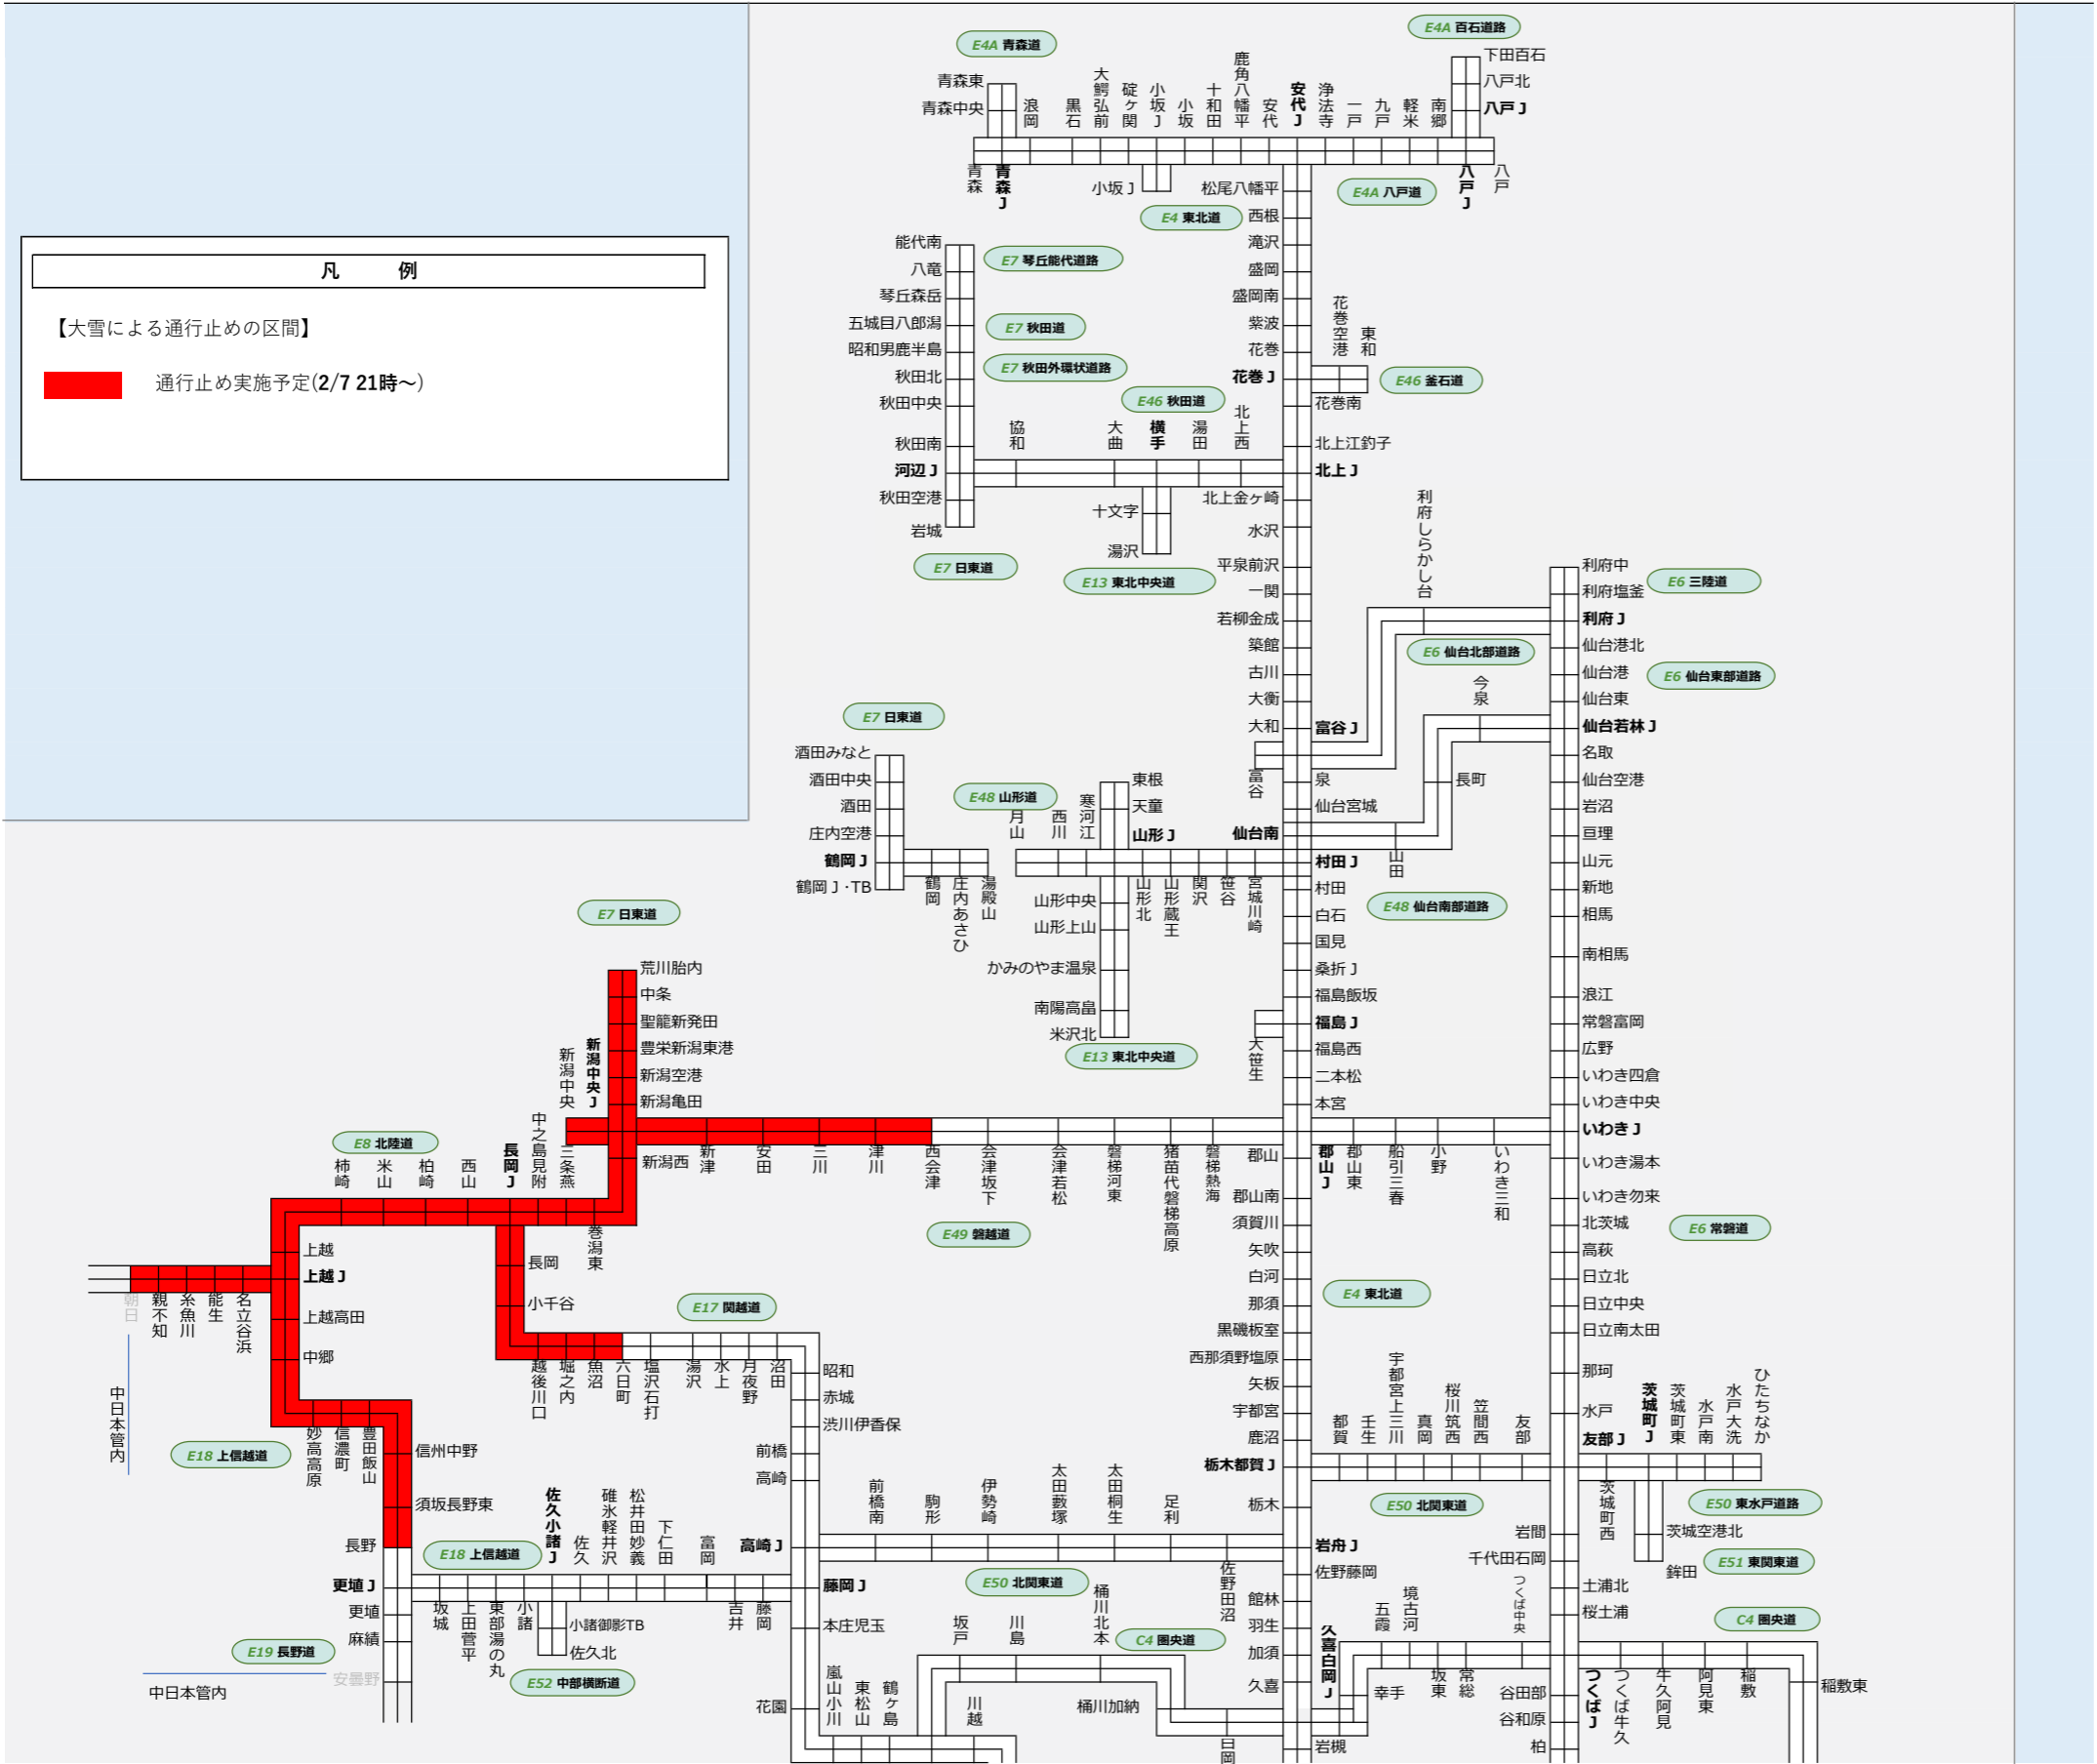 凡　例
【大雪による通行止めの区間】
通行止め実施予定(2/7 21時～)
E4A 青森道
E4A 百石道路
青森東
青森中央
浪岡
黒石
大鰐弘前
碇ヶ関
小坂J
小坂
十和田
鹿角八幡平
安代
安代J
浄法寺
一戸
九戸
軽米
南郷
下田百石
八戸北
八戸J
青森
青森J
小坂J
八戸J
八戸
E4A 八戸道
E4 東北道
松尾八幡平
西根
滝沢
盛岡
盛岡南
紫波
花巻
花巻J
花巻空港
東和
E46 釜石道
花巻南
北上江釣子
北上J
能代南
八竜
琴丘森岳
五城目八郎潟
昭和男鹿半島
秋田北
秋田中央
秋田南
河辺J
秋田空港
岩城
E7 琴丘能代道路
E7 秋田道
E7 秋田外環状道路
E46 秋田道
協和
大曲
横手
湯田
北上西
十文字
湯沢
E7 日東道
E13 東北中央道
北上金ヶ崎
水沢
平泉前沢
一関
若柳金成
築館
古川
大衡
大和
富谷J
富谷
泉
仙台宮城
仙台南
利府しらかし台
利府中
利府塩釜
利府J
仙台港北
仙台港
仙台東
仙台若林J
名取
仙台空港
岩沼
亘理
山元
新地
相馬
南相馬
浪江
常磐富岡
広野
いわき四倉
いわき中央
いわきJ
いわき湯本
いわき勿来
北茨城
高萩
日立北
日立中央
日立南太田
那珂
水戸
友部J
E6 三陸道
E6 仙台北部道路
E6 仙台東部道路
今泉
長町
山田
E48 仙台南部道路
E7 日東道
酒田みなと
酒田中央
酒田
庄内空港
鶴岡J
鶴岡J・TB
鶴岡
庄内あさひ
湯殿山
E48 山形道
月山
西川
寒河江
東根
天童
山形J
山形中央
山形上山
かみのやま温泉
南陽高畠
米沢北
E13 東北中央道
山形北
山形蔵王
関沢
笹谷
宮城川崎
村田J
村田
白石
国見
桑折J
福島飯坂
福島J
大笹生
福島西
二本松
本宮
E7 日東道
荒川胎内
中条
聖籠新発田
豊栄新潟東港
新潟空港
新潟亀田
新潟中央
新潟中央J
新潟西
新津
安田
三川
津川
西会津
会津坂下
会津若松
磐梯河東
猪苗代磐梯高原
磐梯熱海
郡山
郡山J
郡山東
船引三春
小野
いわき三和
E49 磐越道
E6 常磐道
E8 北陸道
柿崎
米山
柏崎
西山
長岡J
中之島見附
三条燕
巻潟東
上越
上越J
上越高田
中郷
朝日
親不知
糸魚川
能生
名立谷浜
中日本管内
長岡
小千谷
E17 関越道
越後川口
堀之内
魚沼
六日町
塩沢石打
湯沢
水上
月夜野
沼田
昭和
赤城
渋川伊香保
前橋
高崎
郡山南
須賀川
矢吹
白河
那須
黒磯板室
西那須野塩原
矢板
宇都宮
鹿沼
栃木都賀J
栃木
E4 東北道
都賀
壬生
宇都宮上三川
真岡
桜川筑西
笠間西
友部
茨城町J
茨城町東
水戸南
水戸大洗
ひたちなか
E50 北関東道
E50 東水戸道路
茨城町西
茨城空港北
鉾田
E51 東関東道
E18 上信越道
妙高高原
信濃町
豊田飯山
信州中野
須坂長野東
長野
E18 上信越道
佐久小諸J
佐久
碓氷軽井沢
松井田妙義
下仁田
富岡
高崎J
前橋南
駒形
伊勢崎
太田藪塚
太田桐生
足利
岩舟J
佐野田沼
佐野藤岡
岩間
千代田石岡
土浦北
桜土浦
つくば中央
更埴J
更埴
麻績
安曇野
E19 長野道
中日本管内
坂城
上田菅平
東部湯の丸
小諸
小諸御影TB
佐久北
E52 中部横断道
吉井
藤岡
藤岡J
本庄児玉
花園
E50 北関東道
嵐山小川
東松山
鶴ヶ島
坂戸
川島
桶川北本
川越
桶川加納
C4 圏央道
館林
羽生
加須
久喜
久喜白岡J
岩槻
幸手
五霞
境古河
坂東
常総
谷田部
谷和原
柏
つくばJ
つくば牛久
牛久阿見
阿見東
稲敷
稲敷東
C4 圏央道